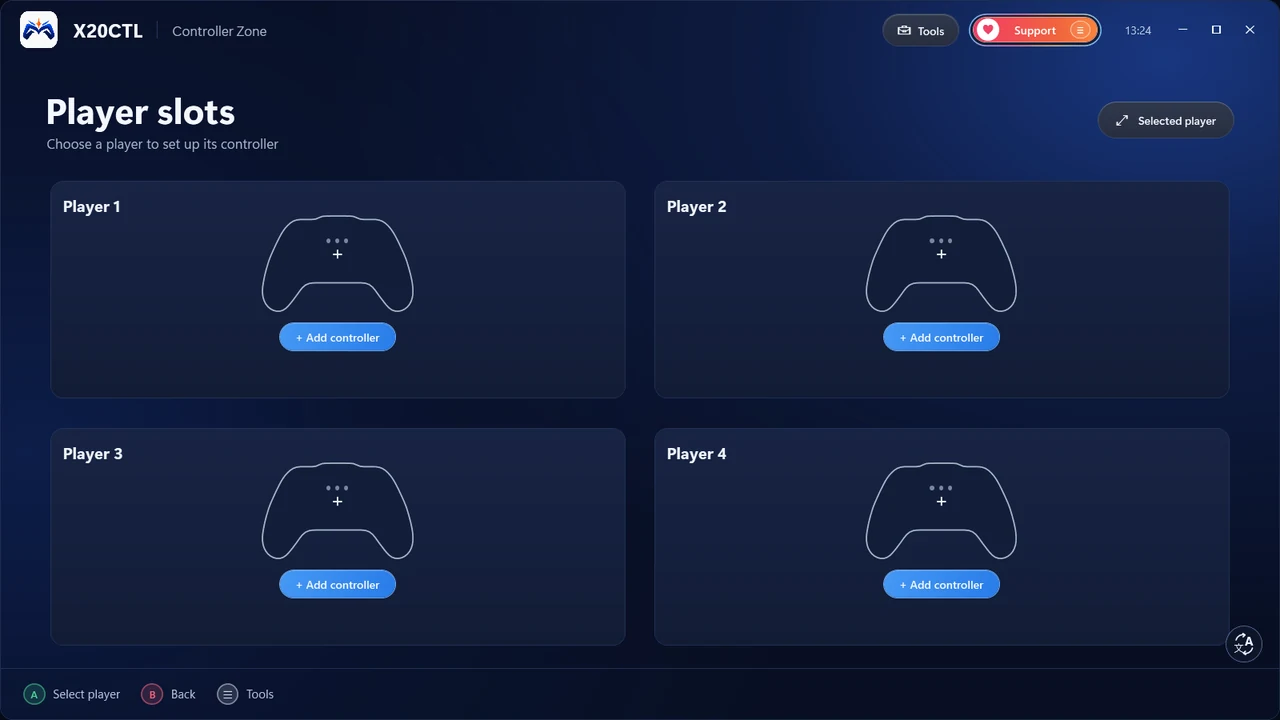 X20CTL
Controller Zone
Tools
Support
13:24
Player slots
Choose a player to set up its controller
Selected player
Player 1
+ Add controller
Player 2
+ Add controller
Player 3
+ Add controller
Player 4
+ Add controller
文A
A Select player
B Back
Tools